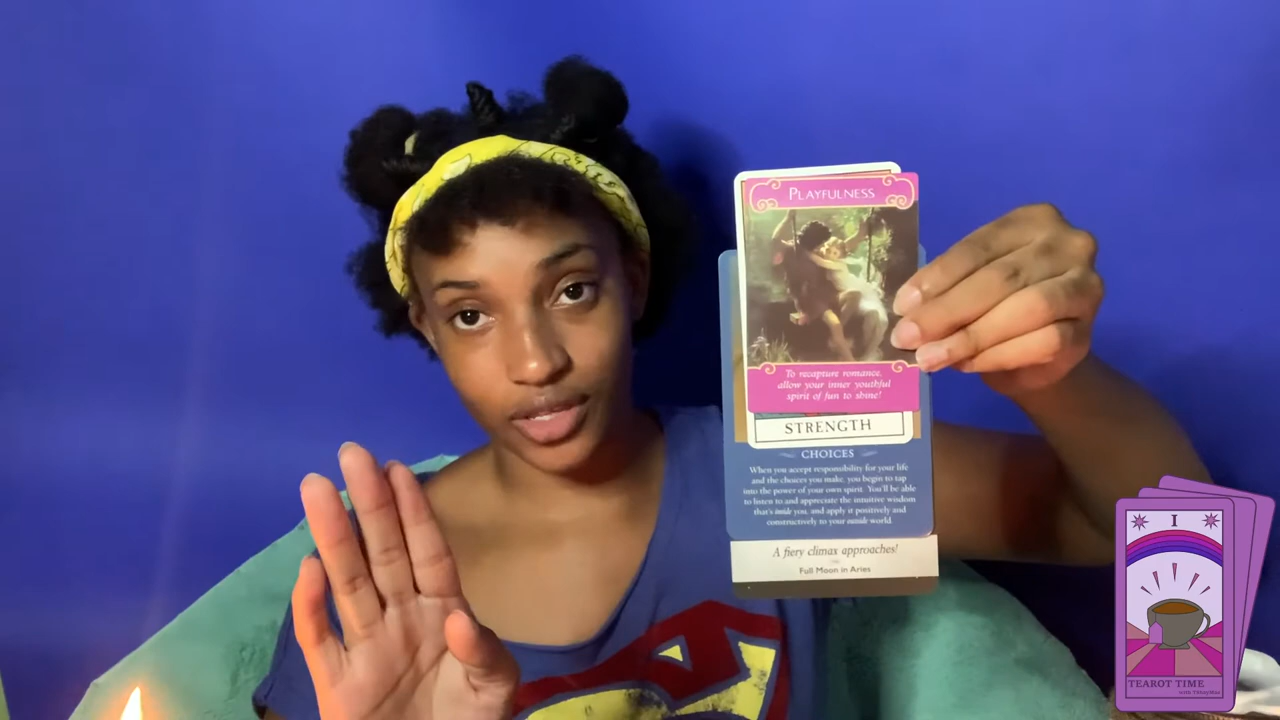 PLAYFULNESS
To recapture romance,
allow your inner youthful
spirit of fun to shine!
STRENGTH
CHOICES
When you accept responsibility for your life
and the choices you make, you begin to tap
into the power of your own spirit. You'll be able
to listen to and appreciate the intuitive wisdom
that's inside you, and apply it positively and
constructively to your outside world.
A fiery climax approaches!
Full Moon in Aries
I
TEAROT TIME